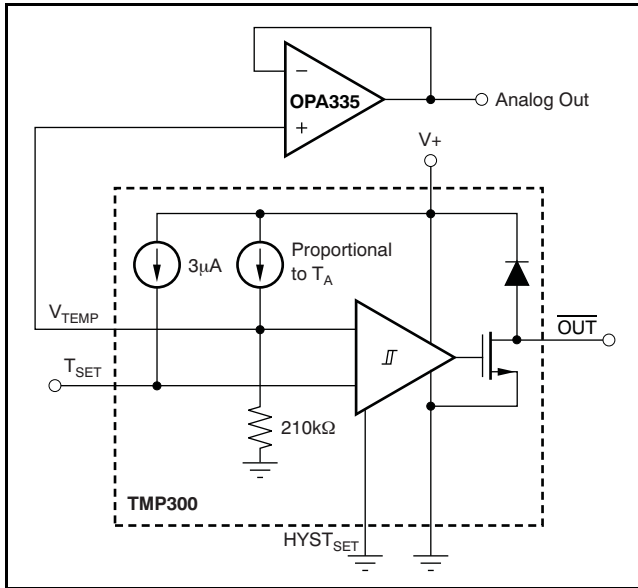 −
OPA335
+
Analog Out
V+
3μA
Proportional
to T_A
V_TEMP
T_SET
OUT
210kΩ
TMP300
HYST_SET